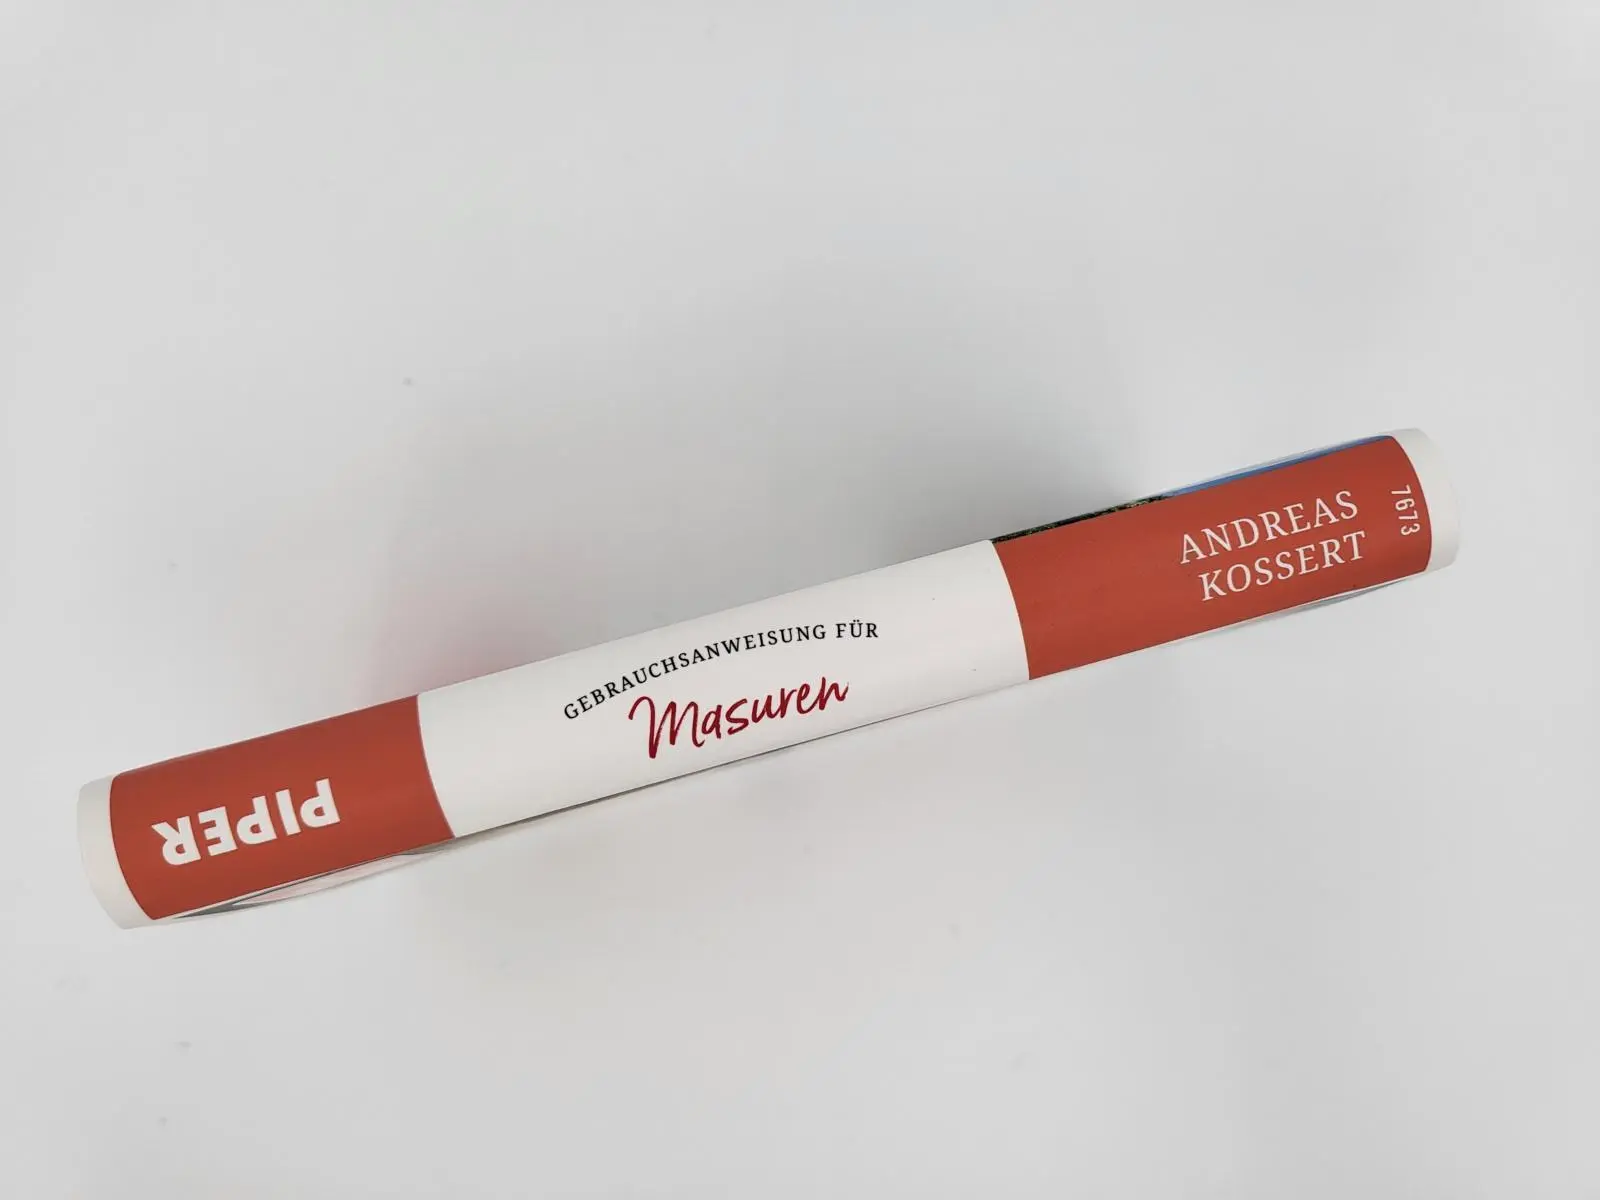 GEBRAUCHSANWEISUNG FÜR
Masuren
ANDREAS
KOSSERT
7673
PIPER